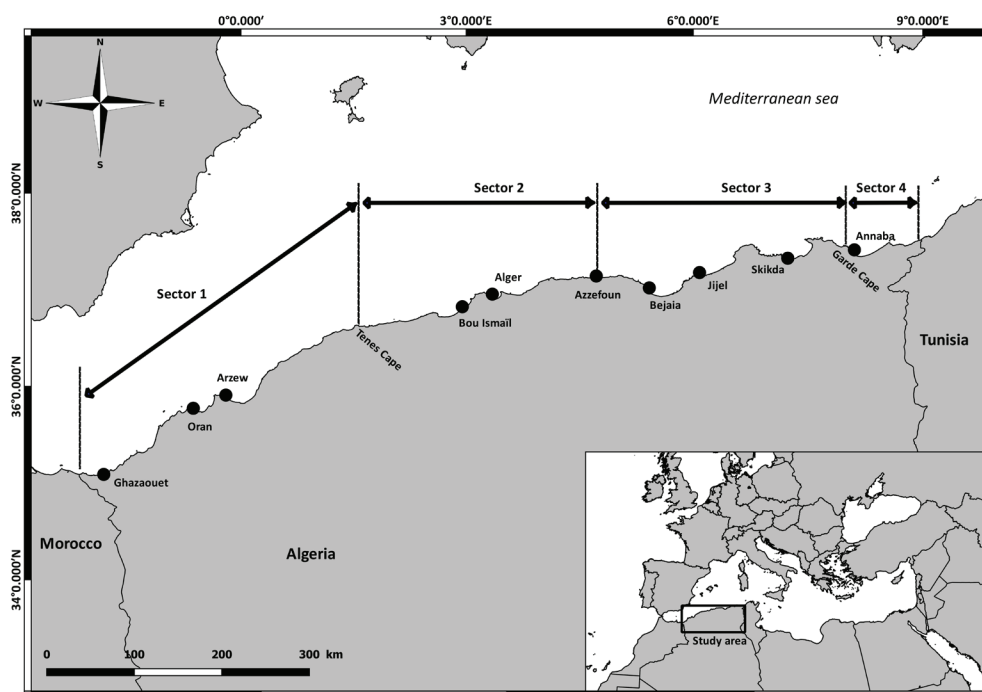 0°0.000′
3°0.000′E
6°0.000′E
9°0.000′E
N
W
E
S
Mediterranean sea
38°0.000′N
36°0.000′N
34°0.000′N
Sector 1
Sector 2
Sector 3
Sector 4
Annaba
Garde Cape
Skikda
Jijel
Bejaia
Azzefoun
Alger
Bou Ismaïl
Tenes Cape
Arzew
Oran
Ghazaouet
Tunisia
Morocco
Algeria
Study area
0 100 200 300 km